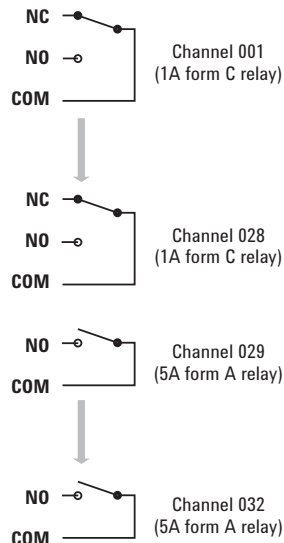 NC
NO
COM
Channel 001
(1A form C relay)
NC
NO
COM
Channel 028
(1A form C relay)
NO
COM
Channel 029
(5A form A relay)
NO
COM
Channel 032
(5A form A relay)